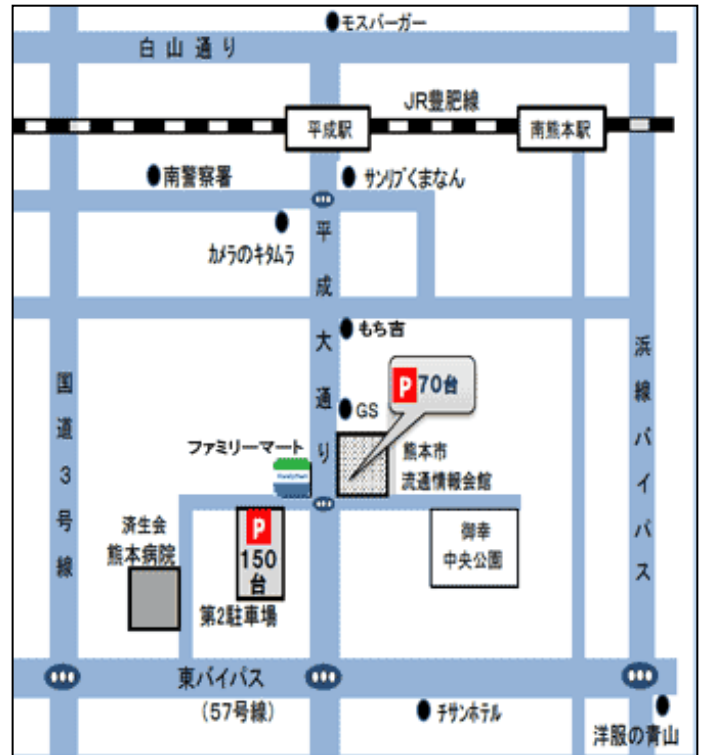 モスバーガー
白山通り
JR豊肥線
平成駅
南熊本駅
南警察署
サンリブくまなん
カメラのキタムラ
平成大通り
もち吉
P70台
GS
国道3号線
浜線バイパス
ファミリーマート
熊本市
流通情報会館
FamilyMart
P
150
台
済生会
熊本病院
御幸
中央公園
第2駐車場
東バイパス
(57号線)
チサンホテル
洋服の青山